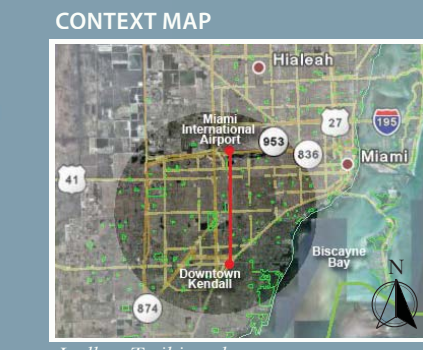 CONTEXT MAP
Hialeah
Miami
International
Airport
953
27
195
836
Miami
41
Biscayne
Bay
N
Downtown
Kendall
874